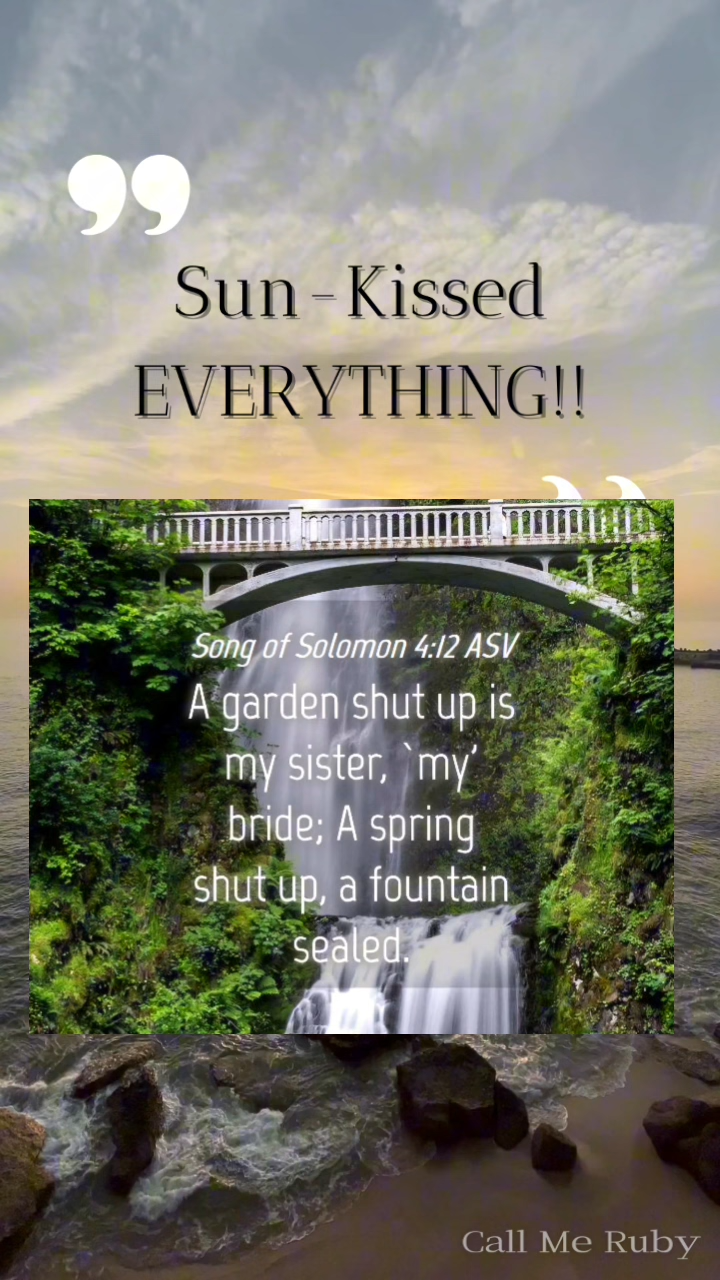 ”
Sun - Kissed
EVERYTHING!!
“
Song of Solomon 4:12 ASV
A garden shut up is
my sister, `my’
bride; A spring
shut up, a fountain
sealed.
Call Me Ruby